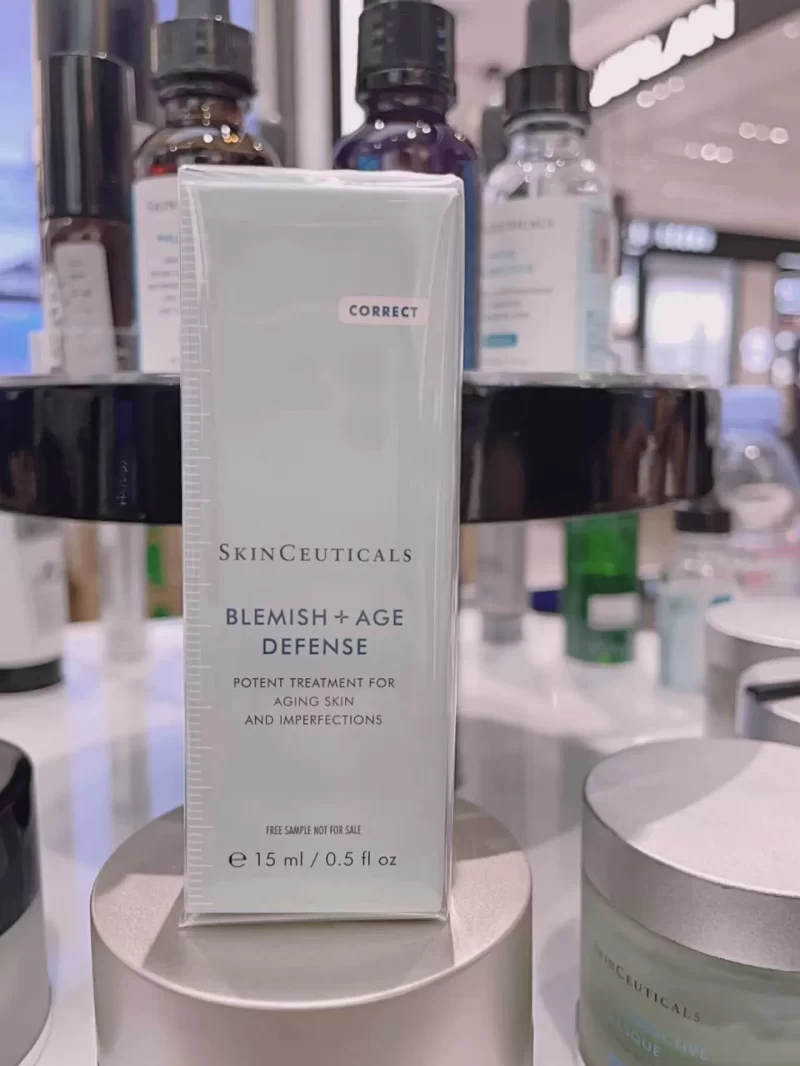 CORRECT
SKINCEUTICALS
BLEMISH + AGE
DEFENSE
POTENT TREATMENT FOR
AGING SKIN
AND IMPERFECTIONS
FREE SAMPLE NOT FOR SALE
e 15 ml / 0.5 fl oz
SKINCEUTICALS